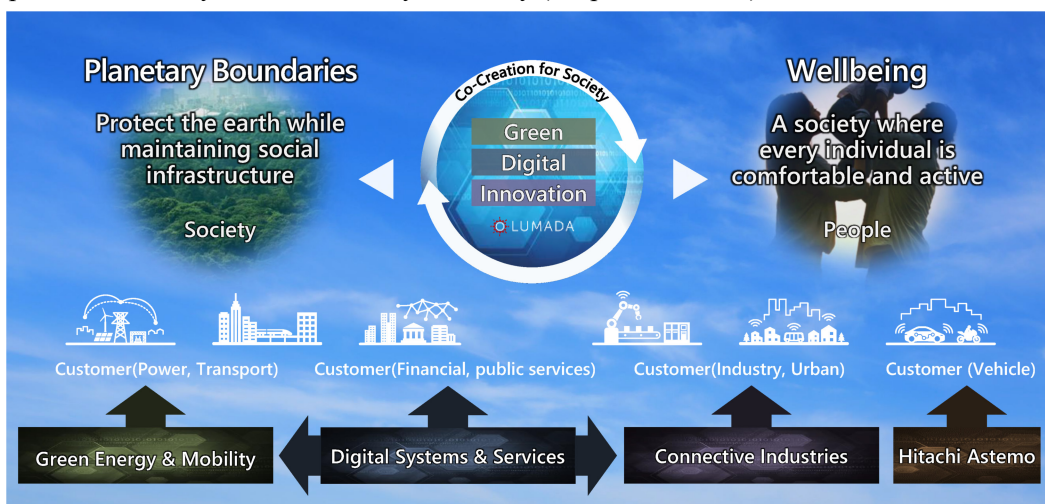 Planetary Boundaries
Protect the earth while
maintaining social
infrastructure
Society
Co-Creation for Society
Green
Digital
Innovation
LUMADA
Wellbeing
A society where
every individual is
comfortable and active
People
Customer(Power, Transport)
Customer(Financial, public services)
Customer(Industry, Urban)
Customer (Vehicle)
Green Energy & Mobility
Digital Systems & Services
Connective Industries
Hitachi Astemo